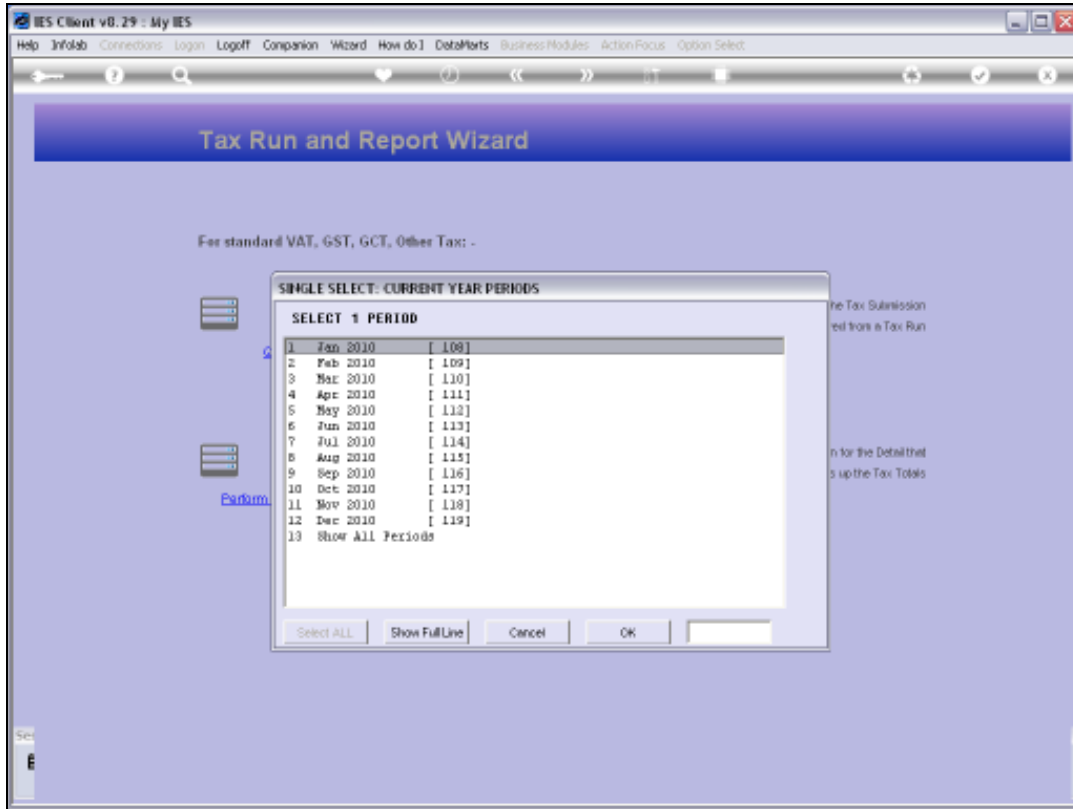 IES Client v8.29 : My IES
Help Infolab Connections Logon Logoff Companion Wizard How do I DataMarts Business Modules Action Focus Option Select
Tax Run and Report Wizard
For standard VAT, GST, GCT, Other Tax: -
SINGLE SELECT: CURRENT YEAR PERIODS
he Tax Submission
SELECT 1 PERIOD
red from a Tax Run
1 Jan 2010 [ 108]
2 Feb 2010 [ 109]
3 Mar 2010 [ 110]
4 Apr 2010 [ 111]
5 May 2010 [ 112]
6 Jun 2010 [ 113]
7 Jul 2010 [ 114]
8 Aug 2010 [ 115]
n for the Detail that
9 Sep 2010 [ 116]
s up the Tax Totals
10 Oct 2010 [ 117]
Perform
11 Nov 2010 [ 118]
12 Dec 2010 [ 119]
13 Show All Periods
Select ALL Show Full Line Cancel OK
Se